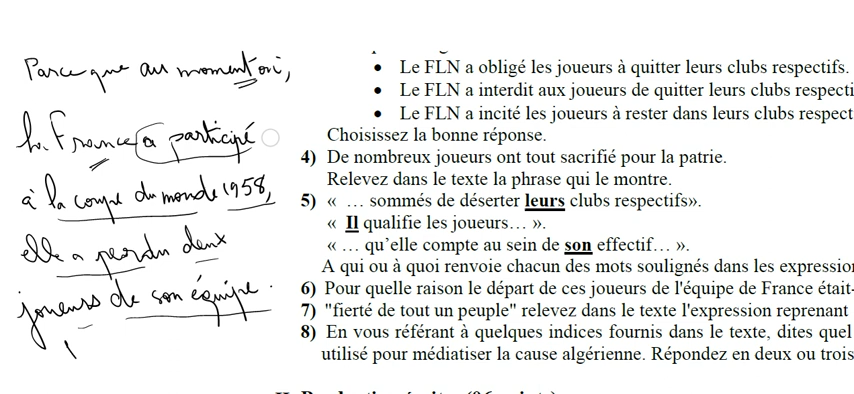 Parce que au moment où,
la France a participé
à la coupe du monde 1958,
elle a perdu deux
joueurs de son équipe.
• Le FLN a obligé les joueurs à quitter leurs clubs respectifs.
• Le FLN a interdit aux joueurs de quitter leurs clubs respecti
• Le FLN a incité les joueurs à rester dans leurs clubs respect
Choisissez la bonne réponse.
4) De nombreux joueurs ont tout sacrifié pour la patrie.
Relevez dans le texte la phrase qui le montre.
5) « … sommés de déserter leurs clubs respectifs».
« Il qualifie les joueurs… ».
« … qu’elle compte au sein de son effectif… ».
A qui ou à quoi renvoie chacun des mots soulignés dans les expression
6) Pour quelle raison le départ de ces joueurs de l'équipe de France était-
7) "fierté de tout un peuple" relevez dans le texte l'expression reprenant
8) En vous référant à quelques indices fournis dans le texte, dites quel
utilisé pour médiatiser la cause algérienne. Répondez en deux ou trois